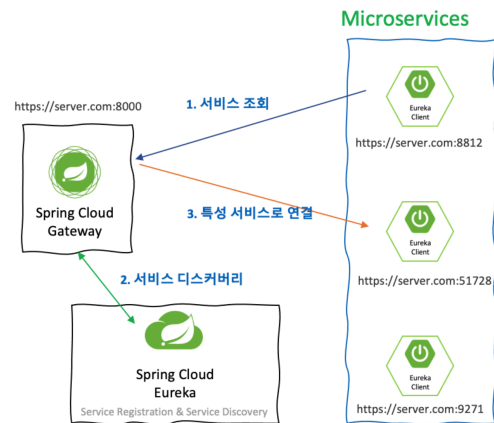 Microservices
https://server.com:8000
1. 서비스 조회
Eureka
Client
https://server.com:8812
Spring Cloud
Gateway
3. 특성 서비스로 연결
Eureka
Client
https://server.com:51728
2. 서비스 디스커버리
Spring Cloud
Eureka
Service Registration & Service Discovery
Eureka
Client
https://server.com:9271